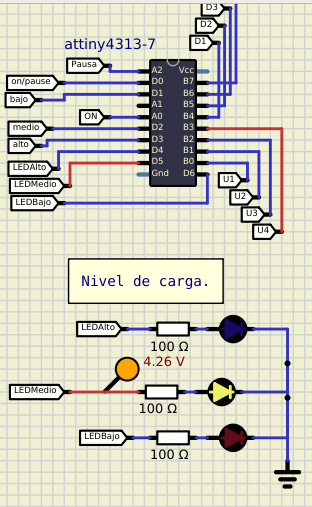 D3
D2
D1
attiny4313-7
Pausa
on/pause
bajo
ON
medio
alto
LEDAlto
LEDMedio
LEDBajo
A2
D0
D1
A1
A0
D2
D3
D4
D5
Gnd
Vcc
B7
B6
B5
B4
B3
B2
B1
B0
D6
U1
U2
U3
U4
Nivel de carga.
LEDAlto
100 Ω
4.26 V
LEDMedio
100 Ω
LEDBajo
100 Ω